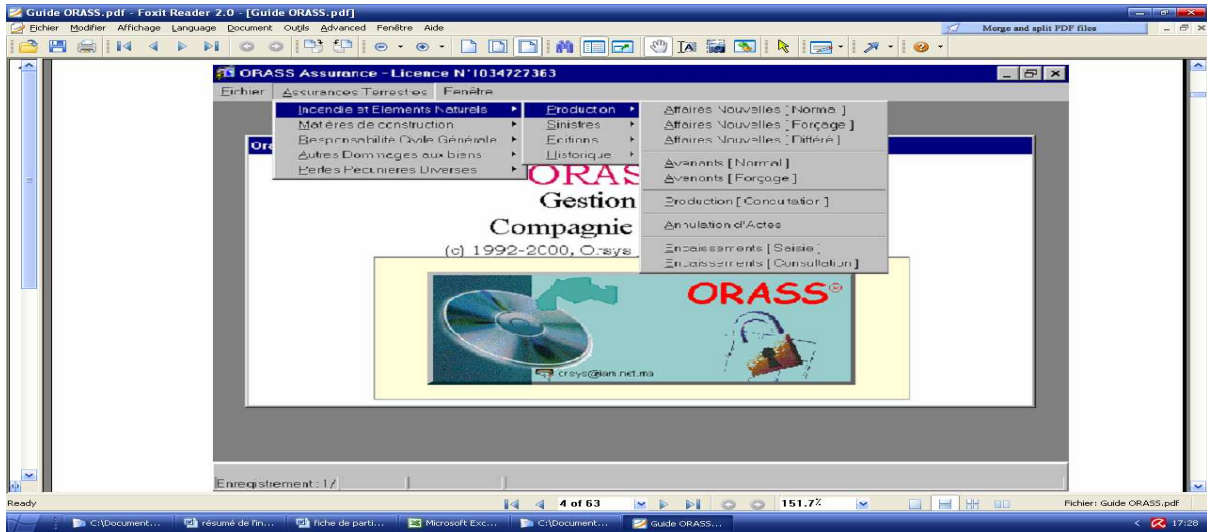 Guide ORASS.pdf - Foxit Reader 2.0 - [Guide ORASS.pdf]
Fichier Modifier Affichage Language Document Outils Advanced Fenêtre Aide
Merge and split PDF files
ORASS Assurance - Licence N°1034727363
Fichier Assurances Terrestres Fenêtre
Incendie et Elements Naturels
Matières de construction
Responsabilité Civile Générale
Autres Dommages aux biens
Pertes Pécunières Diverses
Production
Sinistres
Editions
Historique
Affaires Nouvelles [ Normal ]
Affaires Nouvelles [ Forçage ]
Affaires Nouvelles [ Différé ]
Avenants [ Normal ]
Avenants [ Forçage ]
Production [ Consultation ]
Annulation d'Actes
Encaissements [ Saisie ]
Encaissements [ Consultation ]
ORAS
Gestion
Compagnie
(c) 1992-2000, Orsys
ORASS®
orsys@iam.net.ma
Enregistrement : 1/
Ready
4 of 63
151.7%
Fichier: Guide ORASS.pdf
C:\Document...
résumé de l'in...
fiche de parti...
Microsoft Exc...
C:\Document...
Guide ORASS...
17:28